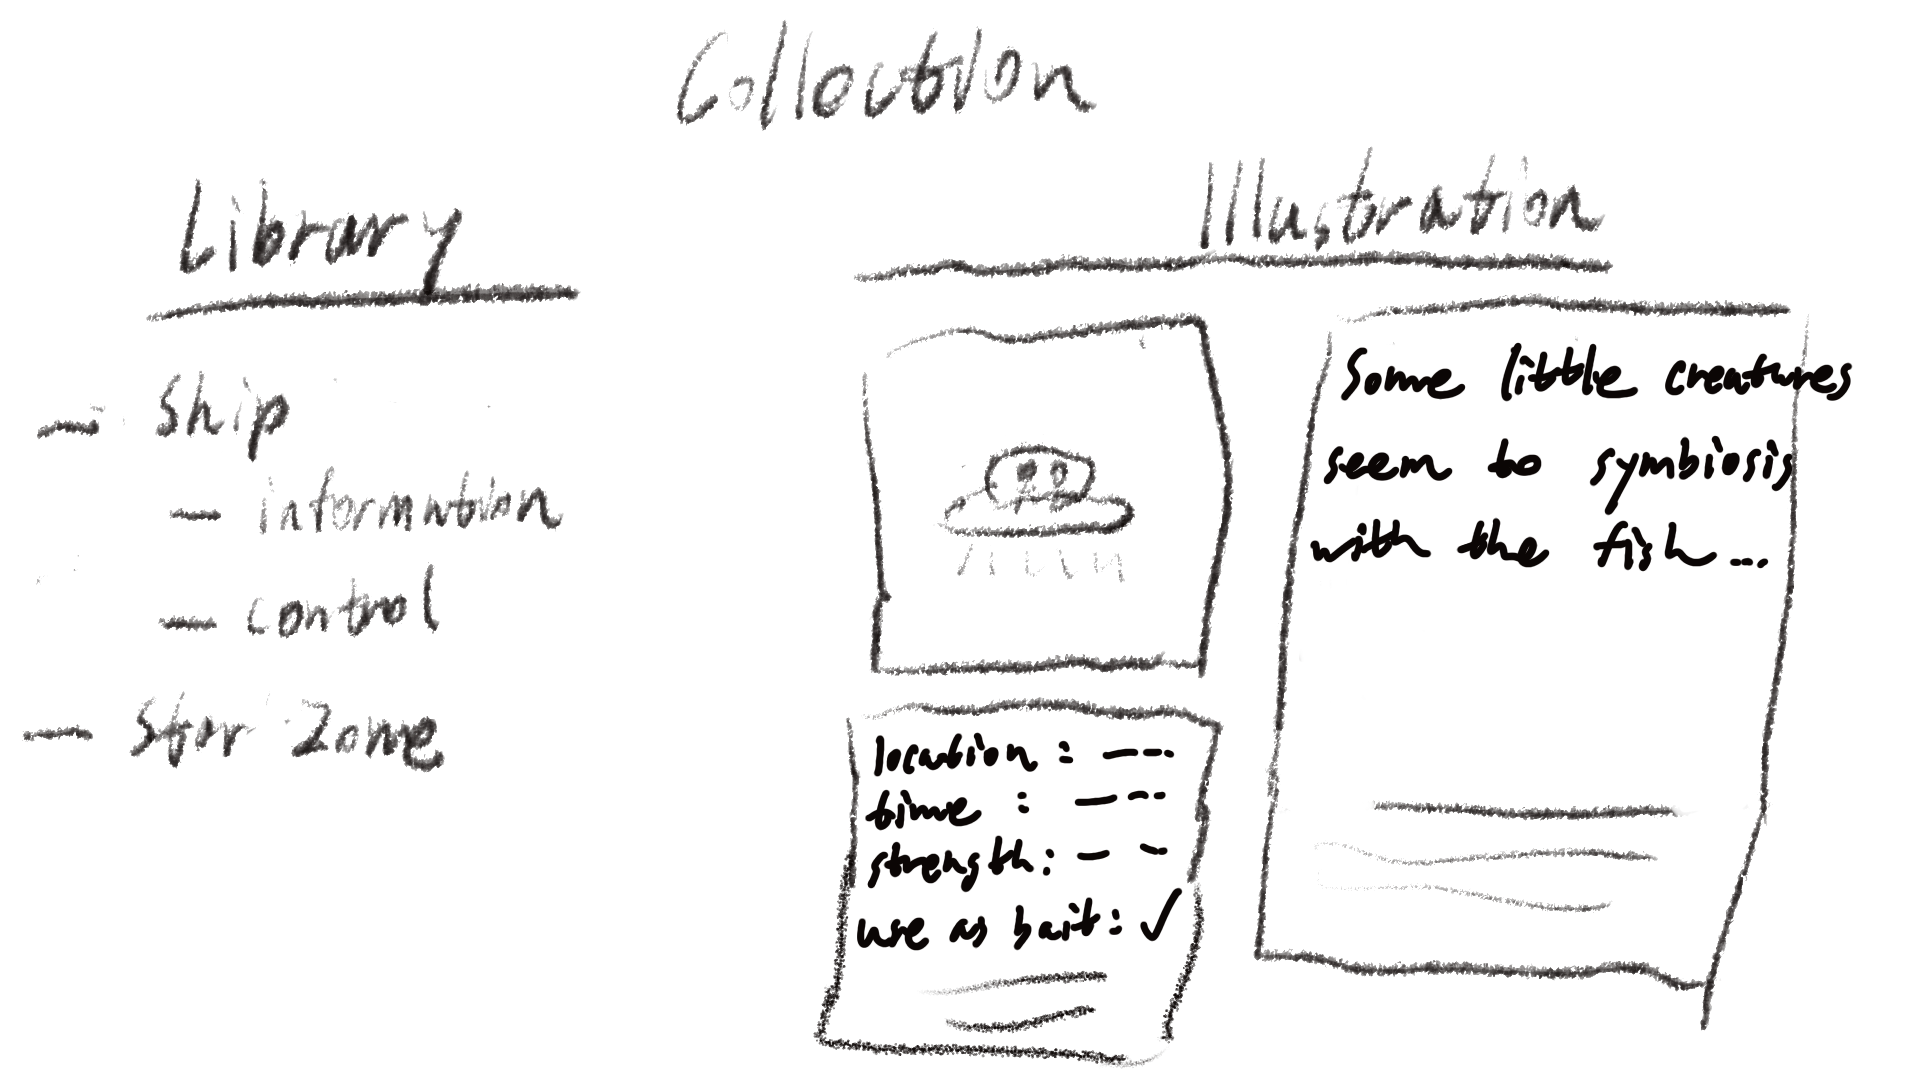 Collection
Library
— Ship
— information
— control
— Star Zone
Illustration
location : ---
time : ---
strength : --
use as bait : ✓
Some little creatures
seem to symbiosis
with the fish...